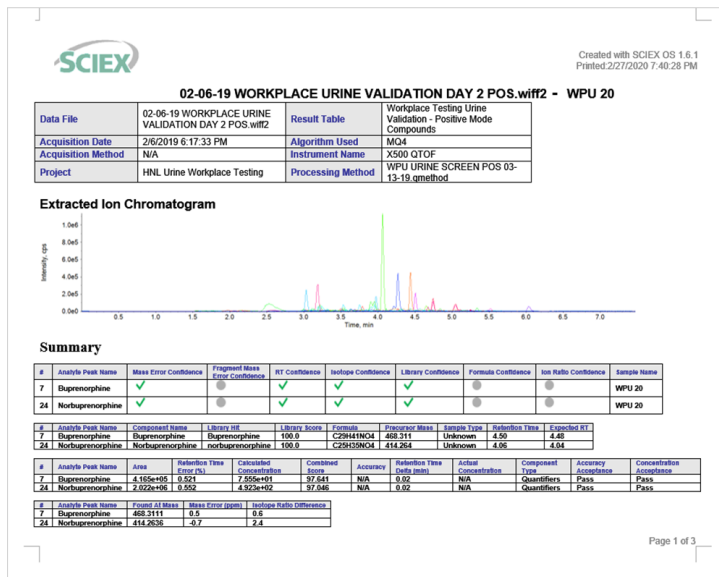 SCIEX
Created with SCIEX OS 1.6.1
Printed:2/27/2020 7:40:28 PM
02-06-19 WORKPLACE URINE VALIDATION DAY 2 POS.wiff2 - WPU 20
Data File 02-06-19 WORKPLACE URINE VALIDATION DAY 2 POS.wiff2 Result Table Workplace Testing Urine Validation - Positive Mode Compounds
Acquisition Date 2/6/2019 6:17:33 PM Algorithm Used MQ4
Acquisition Method N/A Instrument Name X500 QTOF
Project HNL Urine Workplace Testing Processing Method WPU URINE SCREEN POS 03-13-19.qmethod
Extracted Ion Chromatogram
Intensity, cps
1.0e6
8.0e5
6.0e5
4.0e5
2.0e5
0.0e0
0.5 1.0 1.5 2.0 2.5 3.0 3.5 4.0 4.5 5.0 5.5 6.0 6.5 7.0
Time, min
Summary
# Analyte Peak Name Mass Error Confidence Fragment Mass Error Confidence RT Confidence Isotope Confidence Library Confidence Formula Confidence Ion Ratio Confidence Sample Name
7 Buprenorphine WPU 20
24 Norbuprenorphine WPU 20
# Analyte Peak Name Component Name Library Hit Library Score Formula Precursor Mass Sample Type Retention Time Expected RT
7 Buprenorphine Buprenorphine Buprenorphine 100.0 C29H41NO4 468.311 Unknown 4.50 4.48
24 Norbuprenorphine Norbuprenorphine norbuprenorphine 100.0 C25H35NO4 414.264 Unknown 4.06 4.04
# Analyte Peak Name Area Retention Time Error (%) Calculated Concentration Combined Score Accuracy Retention Time Delta (min) Actual Concentration Component Type Accuracy Acceptance Concentration Acceptance
7 Buprenorphine 4.165e+05 0.521 7.555e+01 97.641 N/A 0.02 N/A Quantifiers Pass Pass
24 Norbuprenorphine 2.022e+06 0.552 4.923e+02 97.046 N/A 0.02 N/A Quantifiers Pass Pass
# Analyte Peak Name Found At Mass Mass Error (ppm) Isotope Ratio Difference
7 Buprenorphine 468.3111 0.5 0.6
24 Norbuprenorphine 414.2636 -0.7 2.4
Page 1 of 3